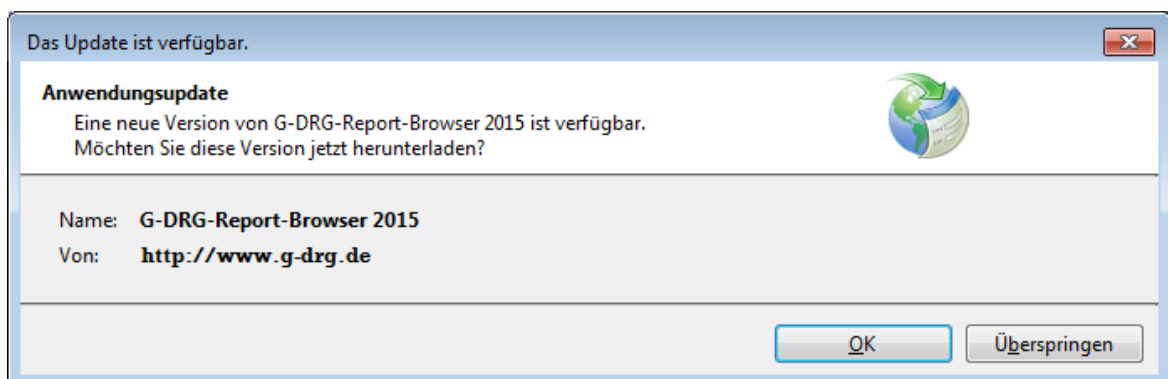 Das Update ist verfügbar.
Anwendungsupdate
Eine neue Version von G-DRG-Report-Browser 2015 ist verfügbar.
Möchten Sie diese Version jetzt herunterladen?
Name: G-DRG-Report-Browser 2015
Von: http://www.g-drg.de
OK Überspringen